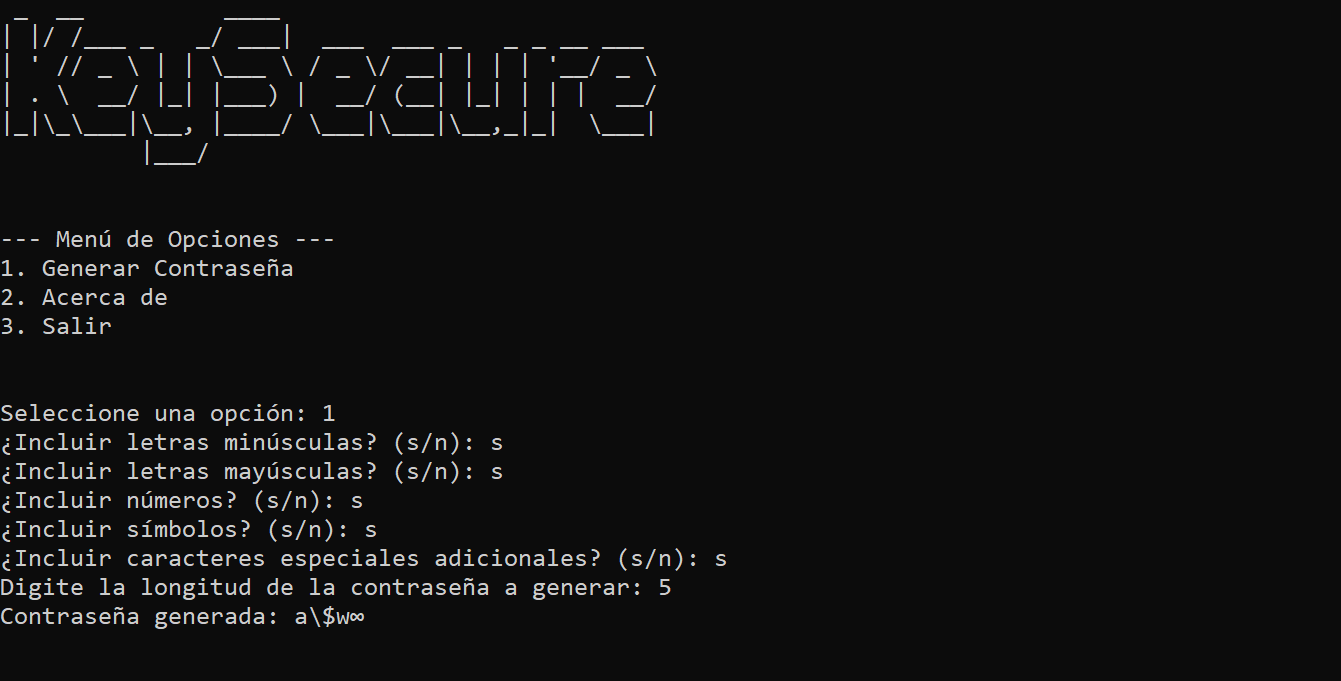 KeySecure
--- Menú de Opciones ---
1. Generar Contraseña
2. Acerca de
3. Salir
Seleccione una opción: 1
¿Incluir letras minúsculas? (s/n): s
¿Incluir letras mayúsculas? (s/n): s
¿Incluir números? (s/n): s
¿Incluir símbolos? (s/n): s
¿Incluir caracteres especiales adicionales? (s/n): s
Digite la longitud de la contraseña a generar: 5
Contraseña generada: a\$w∞